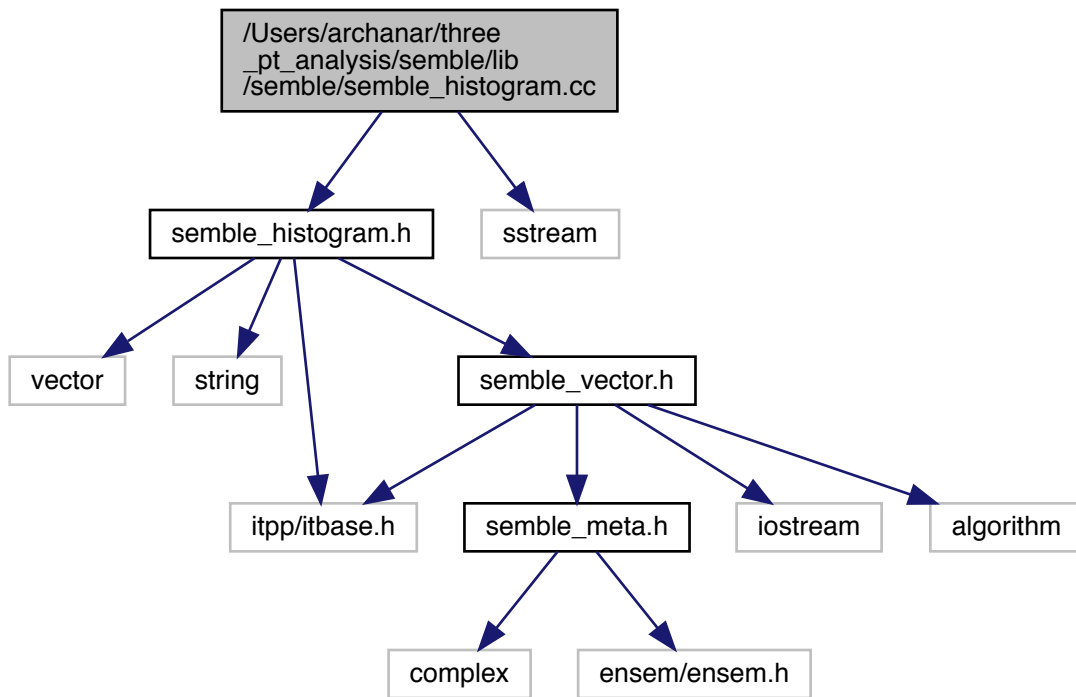 /Users/archanar/three
_pt_analysis/semble/lib
/semble/semble_histogram.cc
semble_histogram.h
sstream
vector
string
semble_vector.h
itpp/itbase.h
semble_meta.h
iostream
algorithm
complex
ensem/ensem.h